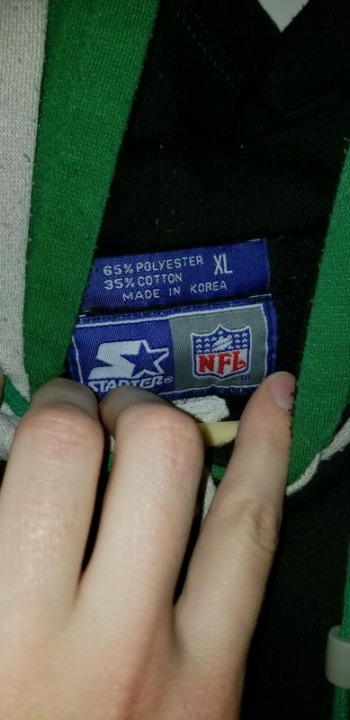 65% POLYESTER XL
35% COTTON
MADE IN KOREA
STARTER®
NFL